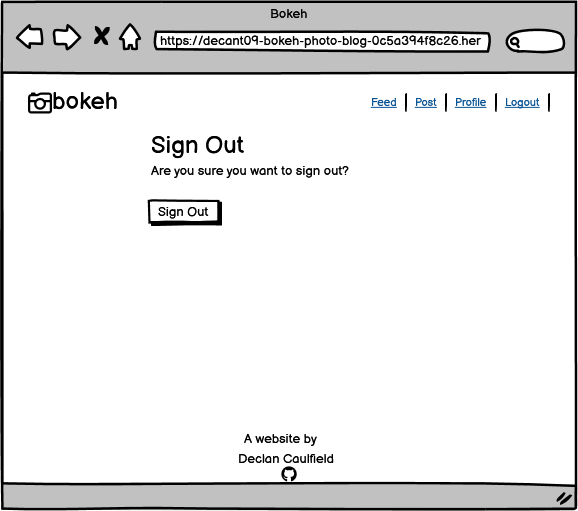 Bokeh
https://decant09-bokeh-photo-blog-0c5a394f8c26.her
bokeh
Feed Post Profile Logout
Sign Out
Are you sure you want to sign out?
Sign Out
A website by
Declan Caulfield